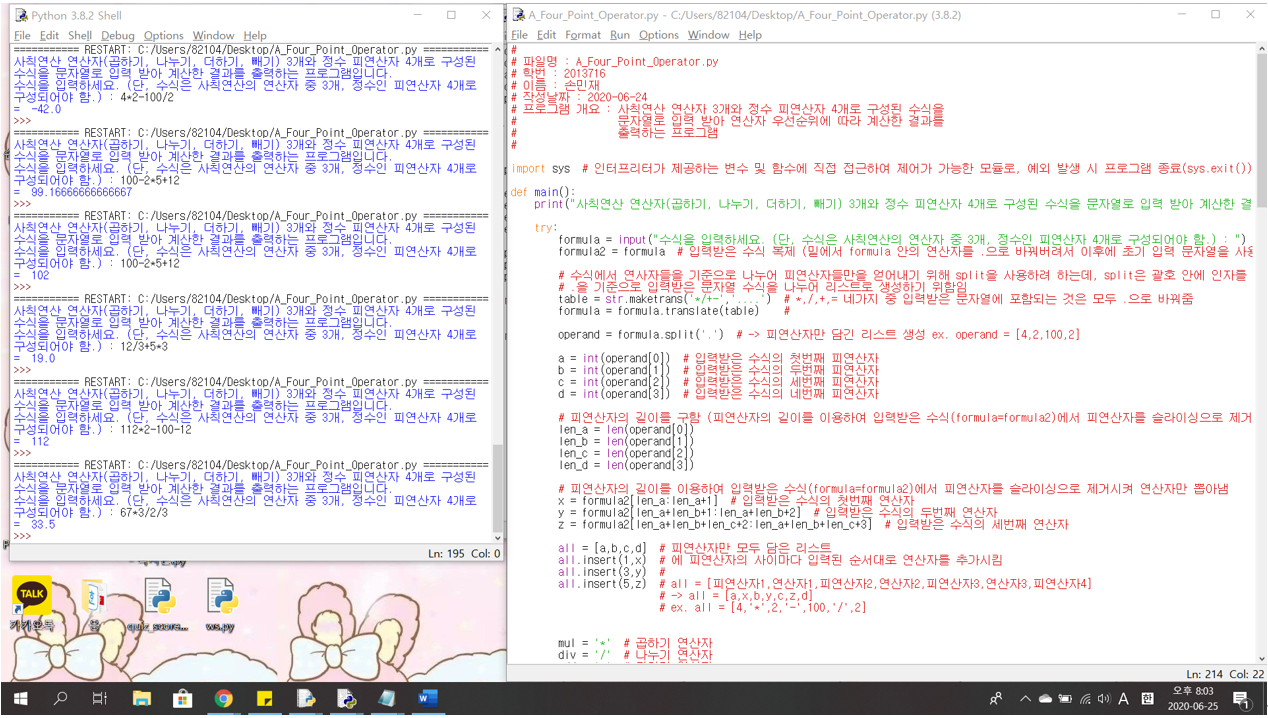 Python 3.8.2 Shell
File Edit Shell Debug Options Window Help
=========== RESTART: C:/Users/82104/Desktop/A_Four_Point_Operator.py ===========
사칙연산 연산자(곱하기, 나누기, 더하기, 빼기) 3개와 정수 피연산자 4개로 구성된
수식을 문자열로 입력 받아 계산한 결과를 출력하는 프로그램입니다.
수식을 입력하세요. (단, 수식은 사칙연산의 연산자 중 3개, 정수인 피연산자 4개로
구성되어야 함.) : 4*2-100/2
=  -42.0
>>>
=========== RESTART: C:/Users/82104/Desktop/A_Four_Point_Operator.py ===========
사칙연산 연산자(곱하기, 나누기, 더하기, 빼기) 3개와 정수 피연산자 4개로 구성된
수식을 문자열로 입력 받아 계산한 결과를 출력하는 프로그램입니다.
수식을 입력하세요. (단, 수식은 사칙연산의 연산자 중 3개, 정수인 피연산자 4개로
구성되어야 함.) : 100-2*5+12
=  99.16666666666667
>>>
=========== RESTART: C:/Users/82104/Desktop/A_Four_Point_Operator.py ===========
사칙연산 연산자(곱하기, 나누기, 더하기, 빼기) 3개와 정수 피연산자 4개로 구성된
수식을 문자열로 입력 받아 계산한 결과를 출력하는 프로그램입니다.
수식을 입력하세요. (단, 수식은 사칙연산의 연산자 중 3개, 정수인 피연산자 4개로
구성되어야 함.) : 100-2*5+12
=  102
>>>
=========== RESTART: C:/Users/82104/Desktop/A_Four_Point_Operator.py ===========
사칙연산 연산자(곱하기, 나누기, 더하기, 빼기) 3개와 정수 피연산자 4개로 구성된
수식을 문자열로 입력 받아 계산한 결과를 출력하는 프로그램입니다.
수식을 입력하세요. (단, 수식은 사칙연산의 연산자 중 3개, 정수인 피연산자 4개로
구성되어야 함.) : 12/3+5*3
=  19.0
>>>
=========== RESTART: C:/Users/82104/Desktop/A_Four_Point_Operator.py ===========
사칙연산 연산자(곱하기, 나누기, 더하기, 빼기) 3개와 정수 피연산자 4개로 구성된
수식을 문자열로 입력 받아 계산한 결과를 출력하는 프로그램입니다.
수식을 입력하세요. (단, 수식은 사칙연산의 연산자 중 3개, 정수인 피연산자 4개로
구성되어야 함.) : 112*2-100-12
=  112
>>>
=========== RESTART: C:/Users/82104/Desktop/A_Four_Point_Operator.py ===========
사칙연산 연산자(곱하기, 나누기, 더하기, 빼기) 3개와 정수 피연산자 4개로 구성된
수식을 문자열로 입력 받아 계산한 결과를 출력하는 프로그램입니다.
수식을 입력하세요. (단, 수식은 사칙연산의 연산자 중 3개, 정수인 피연산자 4개로
구성되어야 함.) : 67*3/2/3
=  33.5
>>>
Ln: 195 Col: 0
A_Four_Point_Operator.py - C:/Users/82104/Desktop/A_Four_Point_Operator.py (3.8.2)
File Edit Format Run Options Window Help
#
# 파일명 : A_Four_Point_Operator.py
# 학번 : 2013716
# 이름 : 손민재
# 작성날짜 : 2020-06-24
# 프로그램 개요 : 사칙연산 연산자 3개와 정수 피연산자 4개로 구성된 수식을
#                문자열로 입력 받아 연산자 우선순위에 따라 계산한 결과를
#                출력하는 프로그램
#
import sys  # 인터프리터가 제공하는 변수 및 함수에 직접 접근하여 제어가 가능한 모듈로, 예외 발생 시 프로그램 종료(sys.exit())
def main():
    print("사칙연산 연산자(곱하기, 나누기, 더하기, 빼기) 3개와 정수 피연산자 4개로 구성된 수식을 문자열로 입력 받아 계산한 결
    try:
        formula = input("수식을 입력하세요. (단, 수식은 사칙연산의 연산자 중 3개, 정수인 피연산자 4개로 구성되어야 함.) : ")
        formula2 = formula  # 입력받은 수식 복제 (밑에서 formula 안의 연산자를 .으로 바꿔버려서 이후에 초기 입력 문자열을 사용
        # 수식에서 연사자들을 기준으로 나누어 피연산자들만을 얻어내기 위해 split을 사용하려 하는데, split은 괄호 안에 인자를
        # .을 기준으로 입력받은 문자열 수식을 나누어 리스트로 생성하기 위함임
        table = str.maketrans('*/+-','....')  # *,/,+,= 네가지 중 입력받은 문자열에 포함되는 것은 모두 .으로 바꿔줌
        formula = formula.translate(table)    #
        operand = formula.split('.')  # -> 피연산자만 담긴 리스트 생성 ex. operand = [4,2,100,2]
        a = int(operand[0])  # 입력받은 수식의 첫번째 피연산자
        b = int(operand[1])  # 입력받은 수식의 두번째 피연산자
        c = int(operand[2])  # 입력받은 수식의 세번째 피연산자
        d = int(operand[3])  # 입력받은 수식의 네번째 피연산자
        # 피연산자의 길이를 구함 (피연산자의 길이를 이용하여 입력받은 수식(formula=formula2)에서 피연산자를 슬라이싱으로 제거
        len_a = len(operand[0])
        len_b = len(operand[1])
        len_c = len(operand[2])
        len_d = len(operand[3])
        # 피연산자의 길이를 이용하여 입력받은 수식(formula=formula2)에서 피연산자를 슬라이싱으로 제거시켜 연산자만 뽑아냄
        x = formula2[len_a:len_a+1]  # 입력받은 수식의 첫번째 연산자
        y = formula2[len_a+len_b+1:len_a+len_b+2]  # 입력받은 수식의 두번째 연산자
        z = formula2[len_a+len_b+len_c+2:len_a+len_b+len_c+3]  # 입력받은 수식의 세번째 연산자
        all = [a,b,c,d]  # 피연산자만 모두 담은 리스트
        all.insert(1,x)  # 에 피연산자의 사이마다 입력된 순서대로 연산자를 추가시킴
        all.insert(3,y)  #
        all.insert(5,z)  # all = [피연산자1,연산자1,피연산자2,연산자2,피연산자3,연산자3,피연산자4]
                         # -> all = [a,x,b,y,c,z,d]
                         # ex. all = [4,'*',2,'-',100,'/',2]
        mul = '*'  # 곱하기 연산자
        div = '/'  # 나누기 연산자
Ln: 214 Col: 22
TALK
카카오톡
quiz_score...
ws.py
A
한
오후 8:03
2020-06-25
1